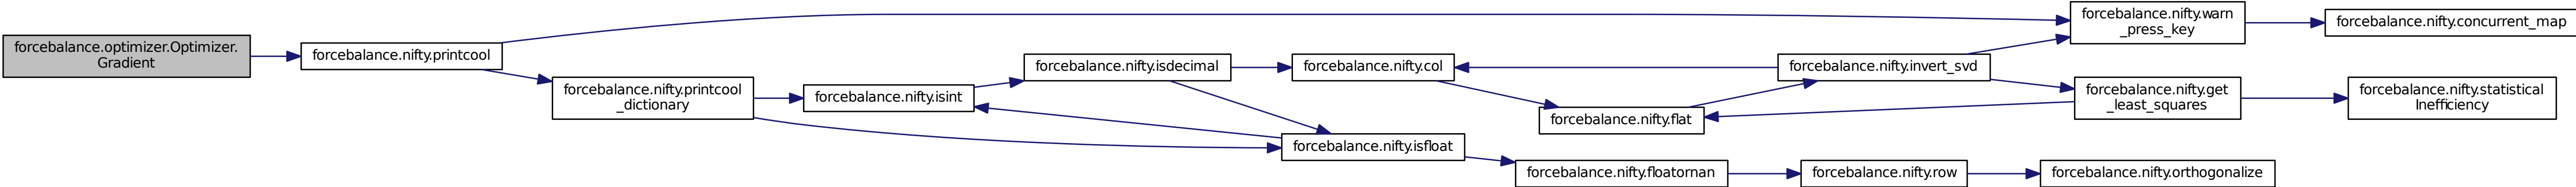 forcebalance.optimizer.Optimizer.
Gradient
forcebalance.nifty.printcool
forcebalance.nifty.printcool
_dictionary
forcebalance.nifty.isint
forcebalance.nifty.isdecimal
forcebalance.nifty.isfloat
forcebalance.nifty.col
forcebalance.nifty.flat
forcebalance.nifty.floatornan
forcebalance.nifty.invert_svd
forcebalance.nifty.row
forcebalance.nifty.warn
_press_key
forcebalance.nifty.get
_least_squares
forcebalance.nifty.orthogonalize
forcebalance.nifty.concurrent_map
forcebalance.nifty.statistical
Inefficiency